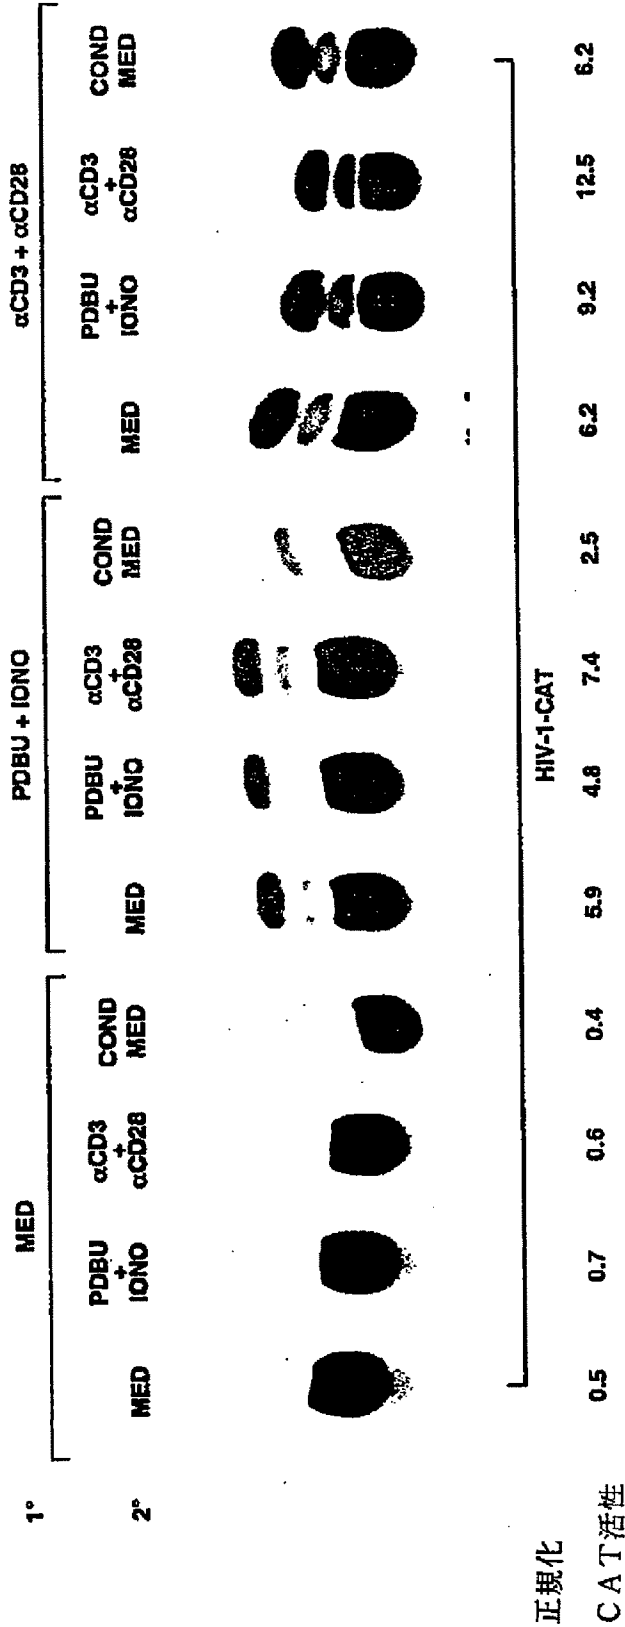 1° MED PDBU + IONO αCD3 + αCD28
2° MED PDBU + IONO αCD3 + αCD28 COND MED MED PDBU + IONO αCD3 + αCD28 COND MED MED PDBU + IONO αCD3 + αCD28 COND MED
HIV-1-CAT
正規化
CAT活性 0.5 0.7 0.6 0.4 5.9 4.8 7.4 2.5 6.2 9.2 12.5 6.2